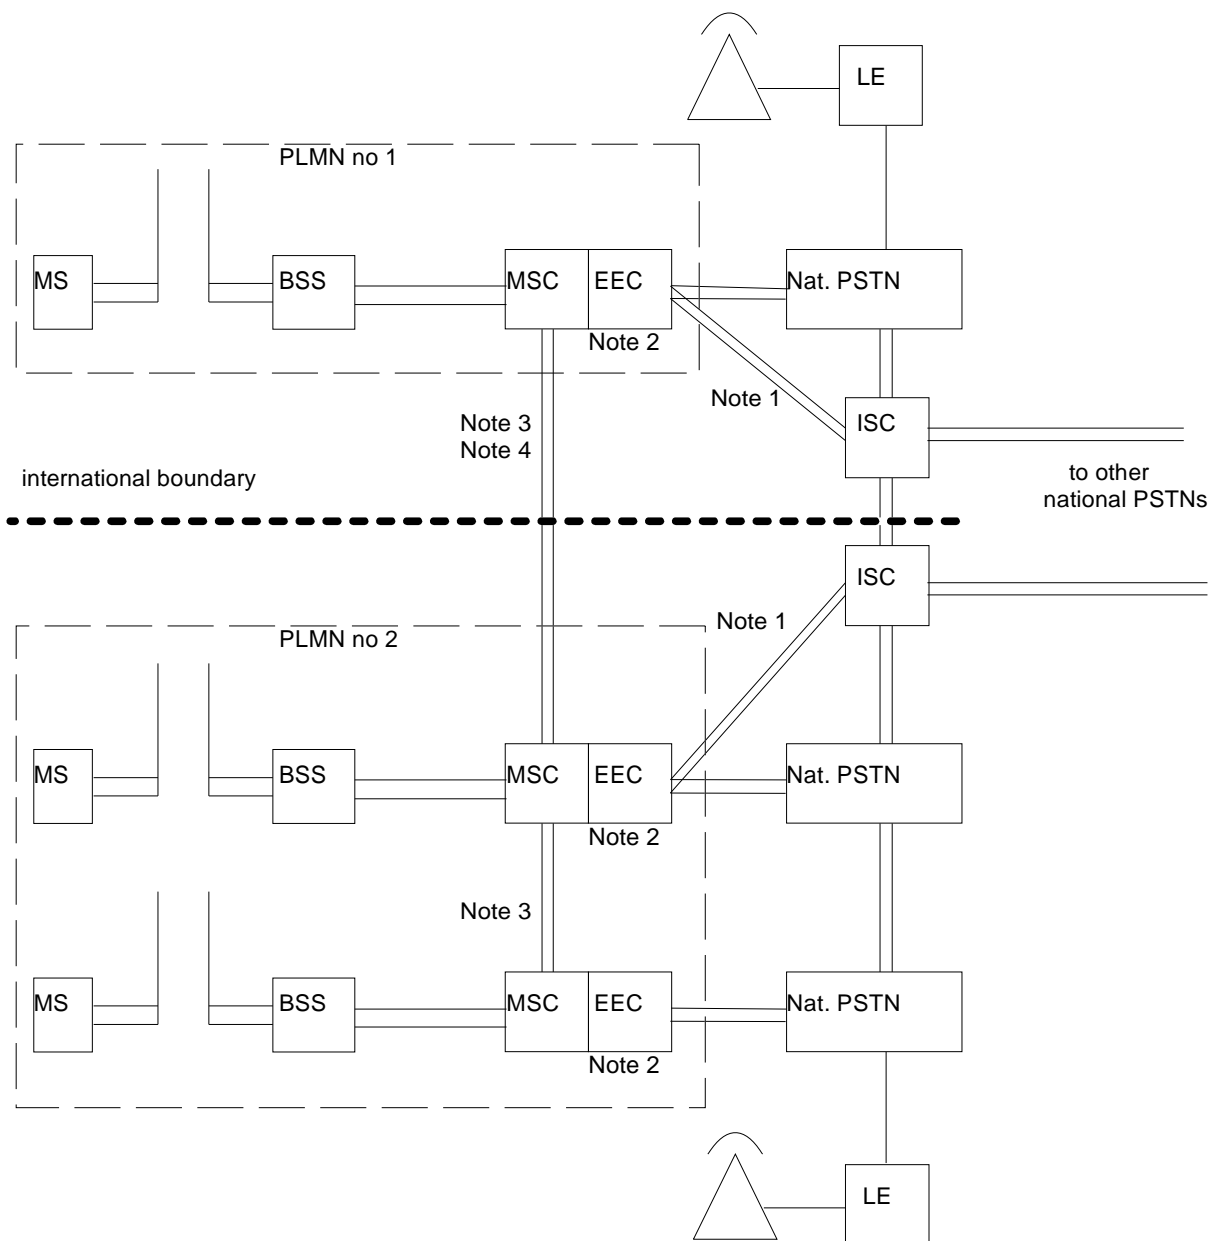 LE
PLMN no 1
MS
BSS
MSC
EEC
Nat. PSTN
Note 2
Note 1
Note 3
Note 4
ISC
international boundary
to other
national PSTNs
ISC
Note 1
PLMN no 2
MS
BSS
MSC
EEC
Nat. PSTN
Note 2
Note 3
MS
BSS
MSC
EEC
Nat. PSTN
Note 2
LE